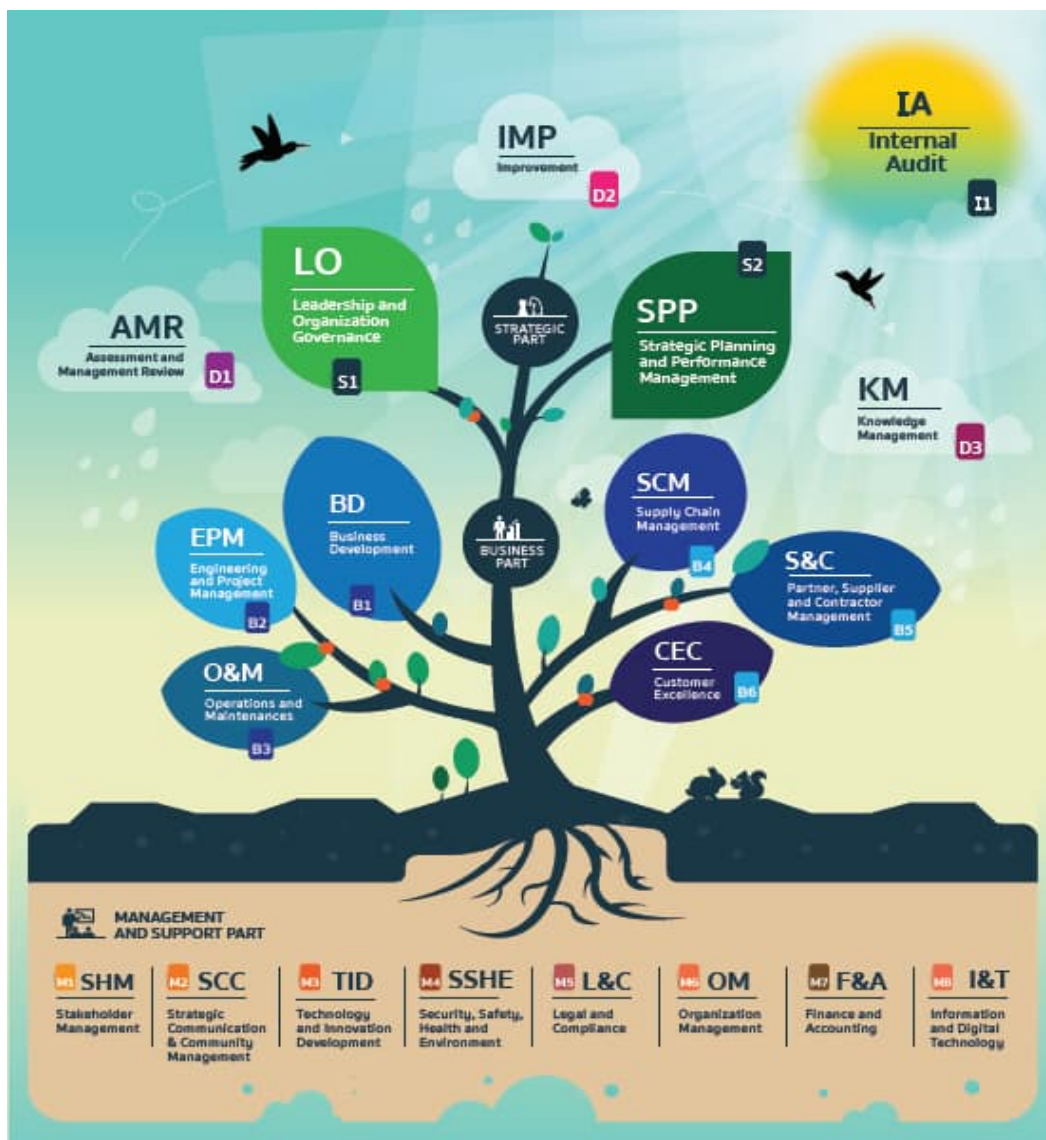 IA
Internal
Audit
I1
IMP
Improvement
D2
LO
Leadership and
Organization
Governance
S1
STRATEGIC
PART
S2
SPP
Strategic Planning
and Performance
Management
AMR
Assessment and
Management Review
D1
KM
Knowledge
Management
D3
BD
Business
Development
B1
BUSINESS
PART
SCM
Supply Chain
Management
B4
EPM
Engineering
and Project
Management
B2
S&C
Partner, Supplier
and Contractor
Management
B5
O&M
Operations and
Maintenances
B3
CEC
Customer
Excellence
B6
MANAGEMENT
AND SUPPORT PART
M1 SHM
Stakeholder
Management
M2 SCC
Strategic
Communication
& Community
Management
M3 TID
Technology
and Innovation
Development
M4 SSHE
Security, Safety,
Health and
Environment
M5 L&C
Legal and
Compliance
M6 OM
Organization
Management
M7 F&A
Finance and
Accounting
M8 I&T
Information
and Digital
Technology